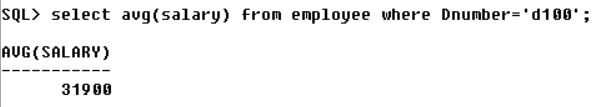 SQL> select avg(salary) from employee where Dnumber='d100';
AVG(SALARY)
-----------
31900